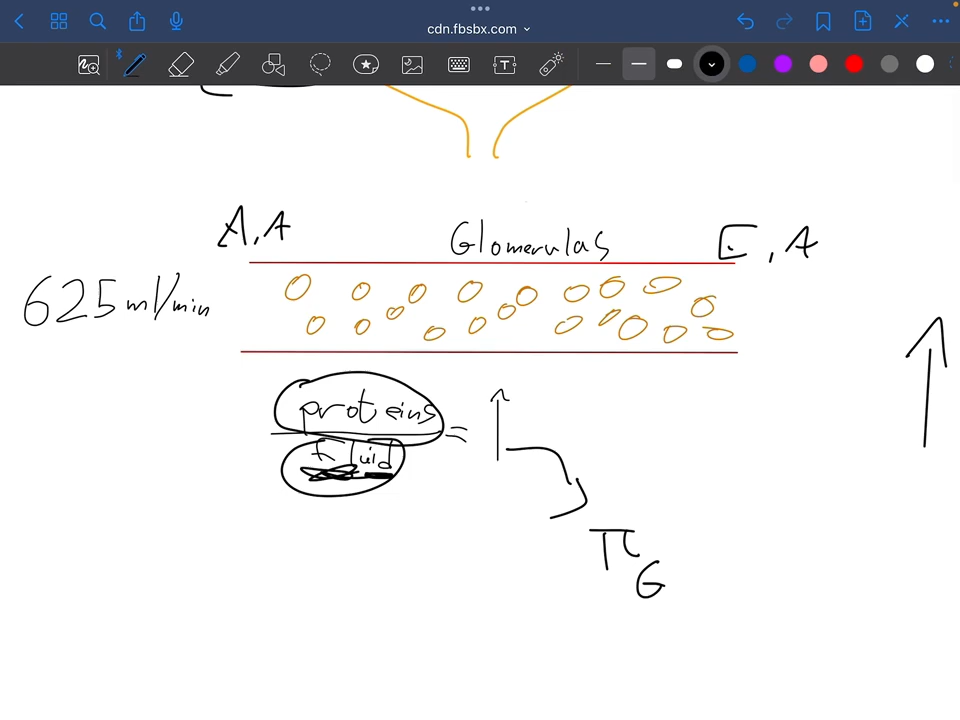 cdn.fbsbx.com
A.A
Glomerulas
E, A
625ml/min
proteins
fluid
=
π
G